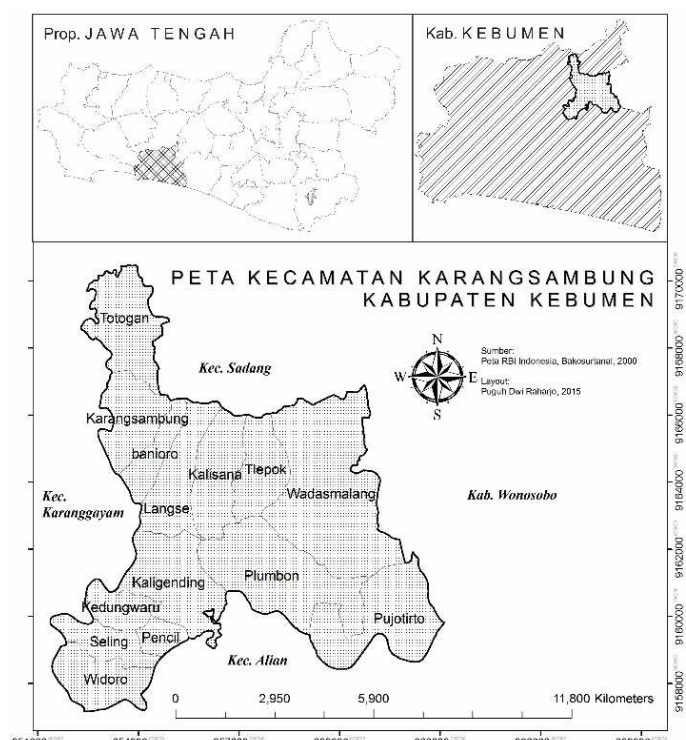 Prop. JAWA TENGAH
Kab. KEBUMEN
PETA KECAMATAN KARANGSAMBUNG
KABUPATEN KEBUMEN
N
W E
S
Sumber:
Peta RBI Indonesia, Bakosurtanal, 2000
Layout:
Puguh Dwi Raharjo, 2015
Totogan
Kec. Sadang
Karangsambung
banioro
Kalisana
Tlepok
Wadasmalang
Kec.
Karanggayam
Kab. Wonosobo
Langse
Kaligending
Plumbon
Kedungwaru
Pujotirto
Seling
Pencil
Kec. Alian
Widoro
0 2,950 5,900 11,800 Kilometers
9170000
9168000
9166000
9164000
9162000
9160000
9158000